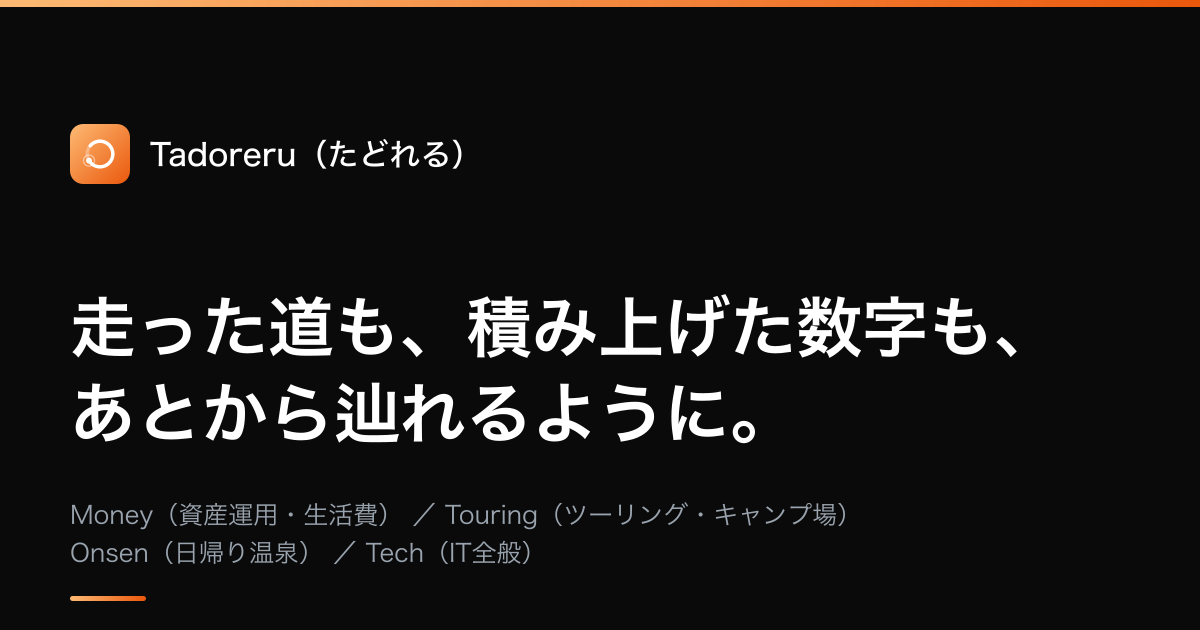 Tadoreru（たどれる）
走った道も、積み上げた数字も、
あとから辿れるように。
Money（資産運用・生活費） ／ Touring（ツーリング・キャンプ場）
Onsen（日帰り温泉） ／ Tech（IT全般）